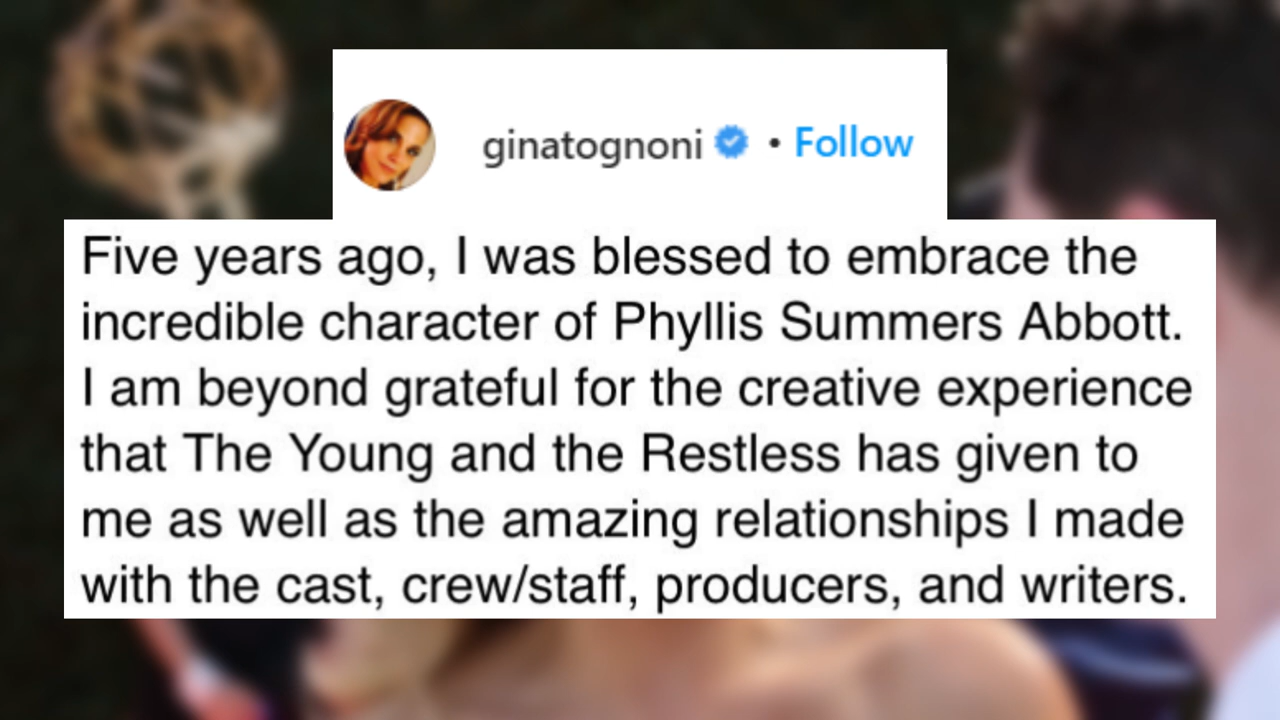 ginatognoni • Follow
Five years ago, I was blessed to embrace the
incredible character of Phyllis Summers Abbott.
I am beyond grateful for the creative experience
that The Young and the Restless has given to
me as well as the amazing relationships I made
with the cast, crew/staff, producers, and writers.